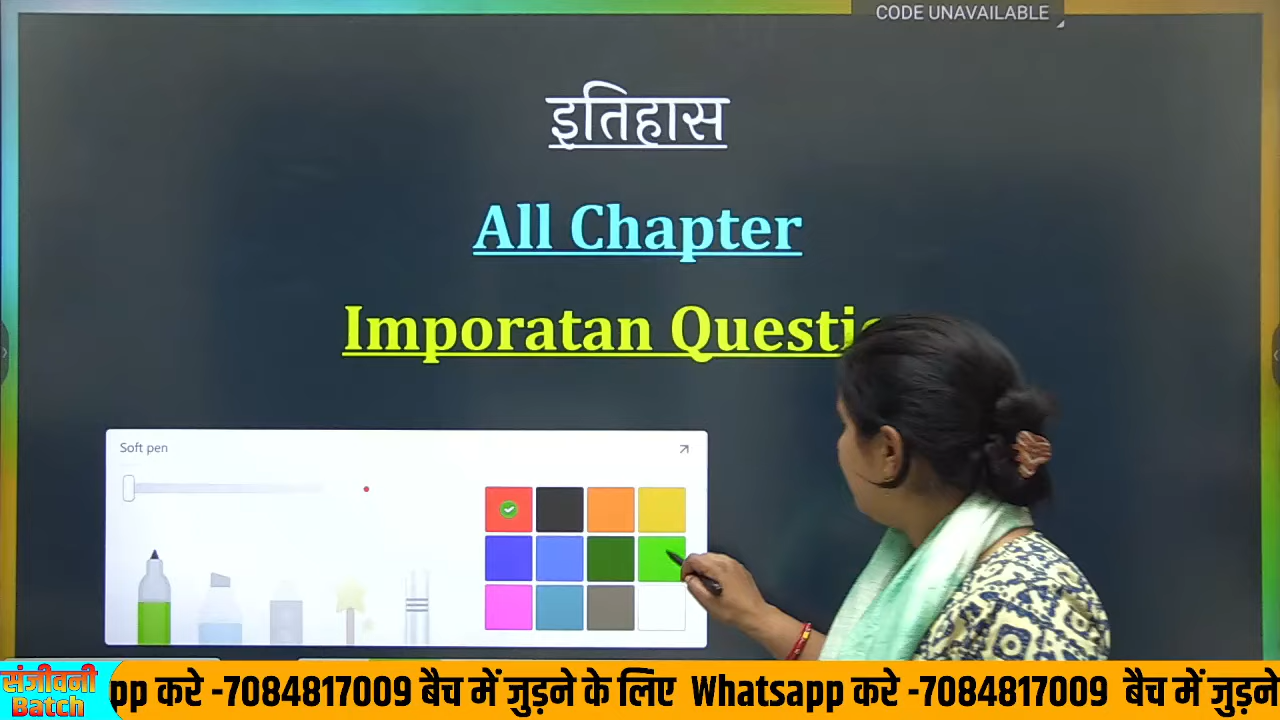 CODE UNAVAILABLE
इतिहास
All Chapter
Imporatan Questi
Soft pen
संजीवनी
Batch
pp करे -7084817009 बैच में जुड़ने के लिए Whatsapp करे -7084817009 बैच में जुड़ने